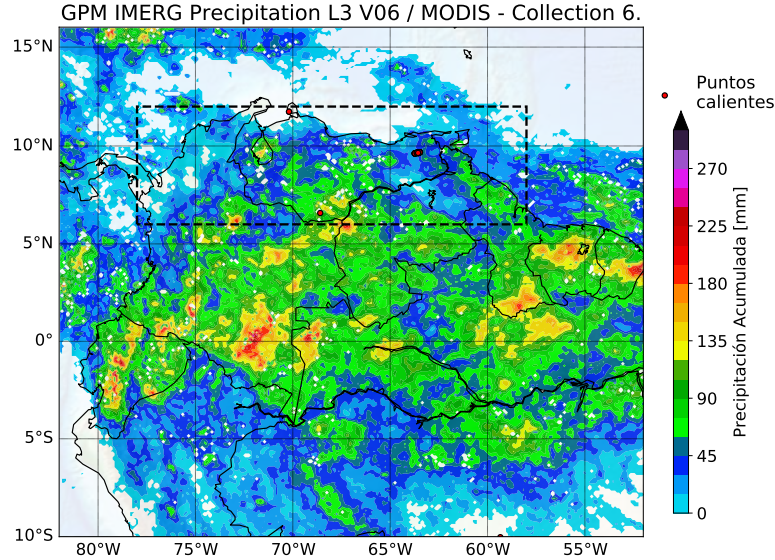 GPM IMERG Precipitation L3 V06 / MODIS - Collection 6.
15°N
10°N
5°N
0°
5°S
10°S
80°W
75°W
70°W
65°W
60°W
55°W
Puntos
calientes
270
225
180
135
90
45
0
Precipitación Acumulada [mm]